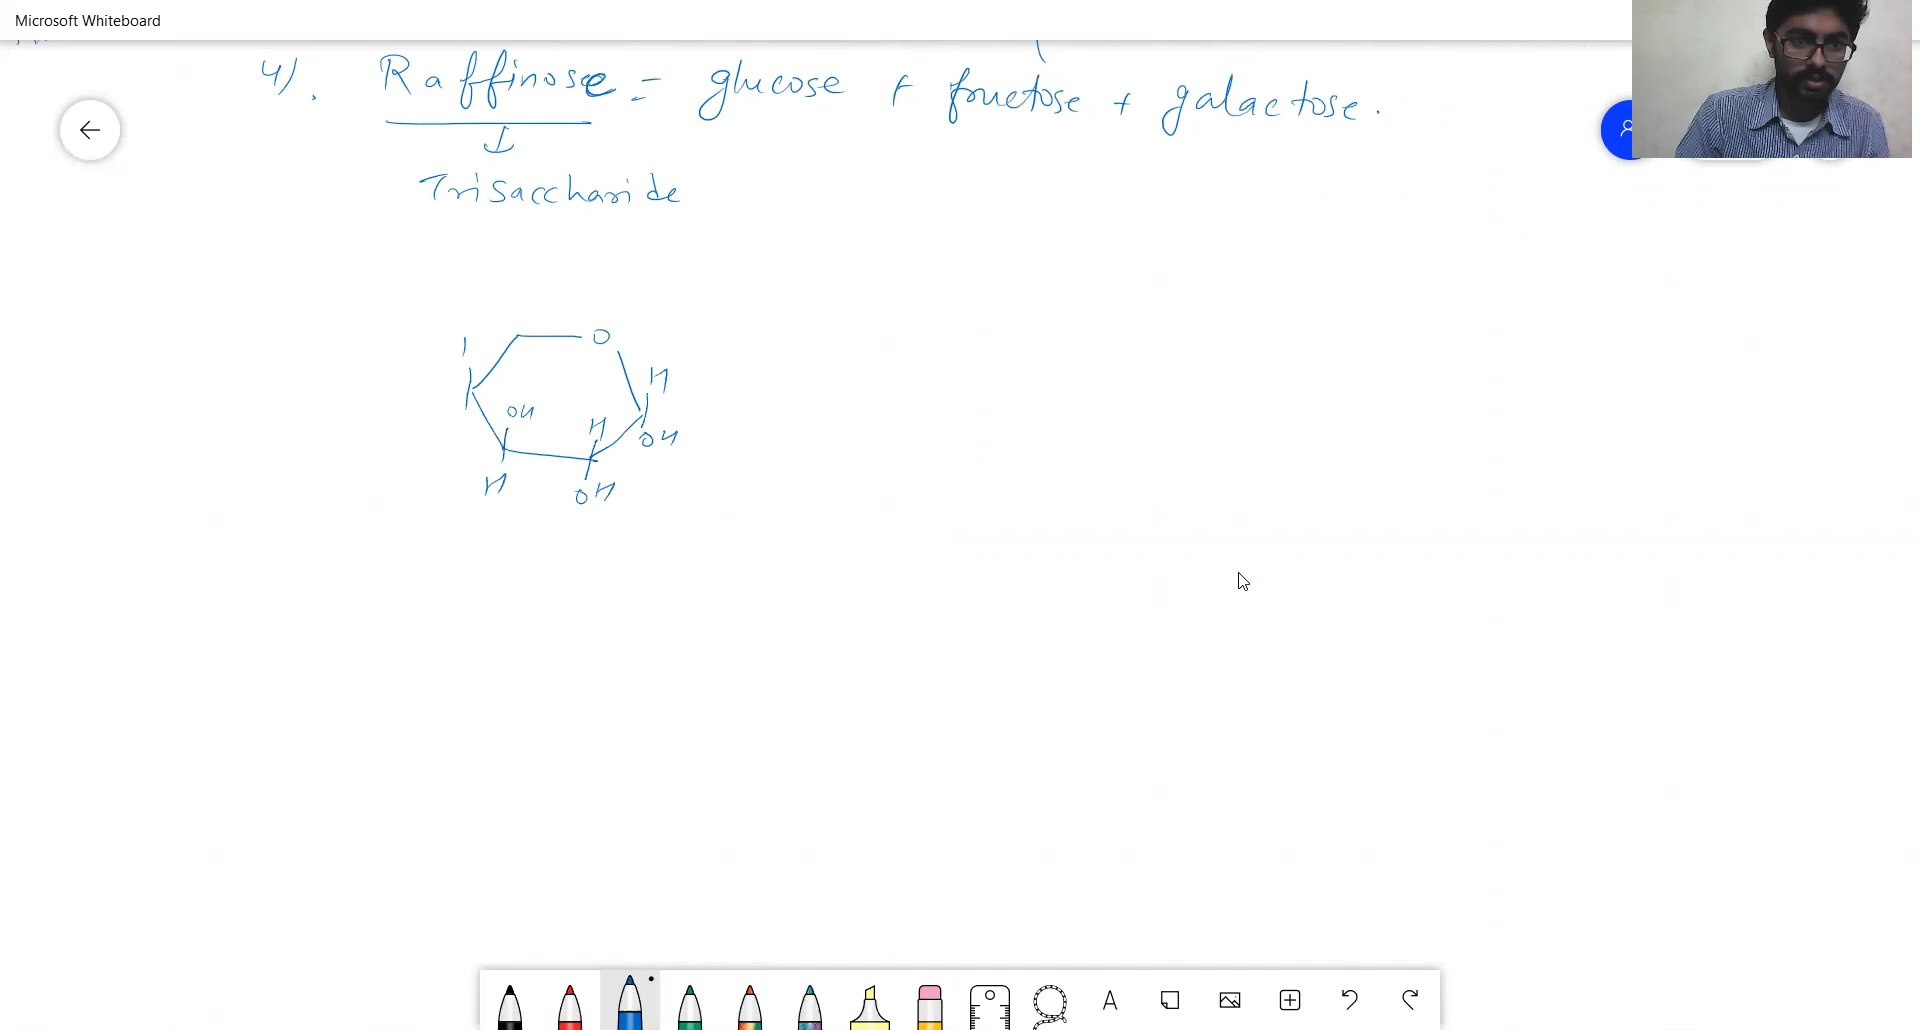 Microsoft Whiteboard
4). Raffinose = glucose + fructose + galactose.
Trisaccharide
O
H
OH
H
OH
H
OH